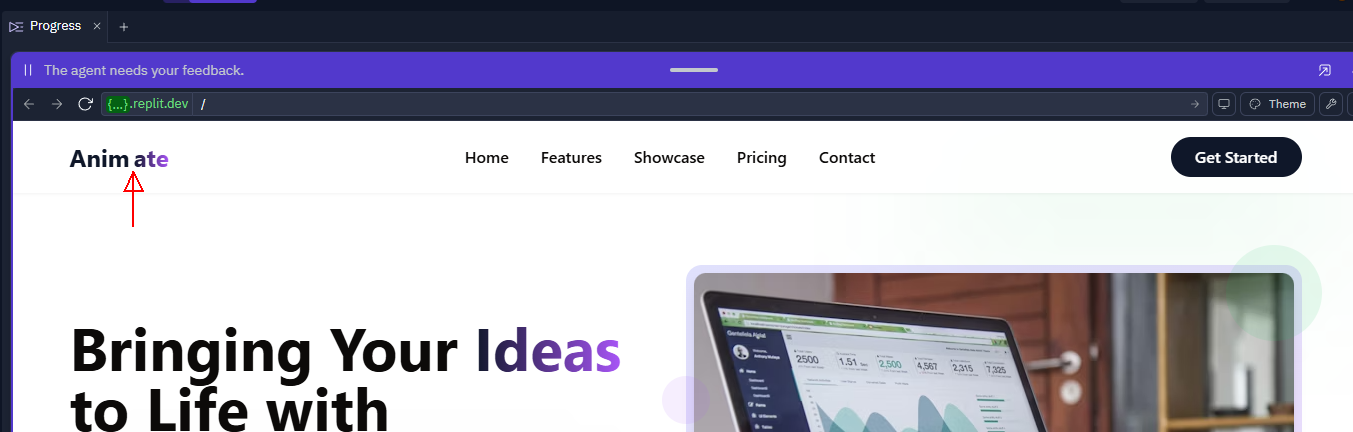 Progress
The agent needs your feedback.
{...}.replit.dev /
Theme
Anim ate
Home Features Showcase Pricing Contact
Get Started
Bringing Your Ideas
to Life with
2500 1.51 2,500 4,567 2,315 7,325